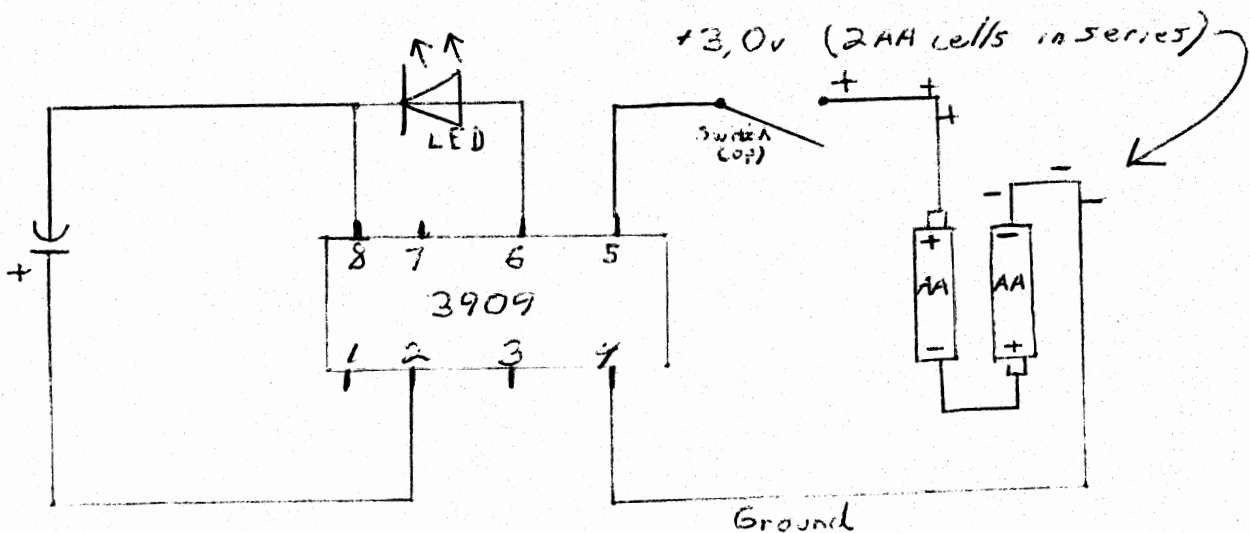 +3,0v (2AA cells in series)
+ +
+
LED
Switch
- -
-
8 7 6 5
+ -
+
3909
AA AA
1 2 3 4
- +
Ground